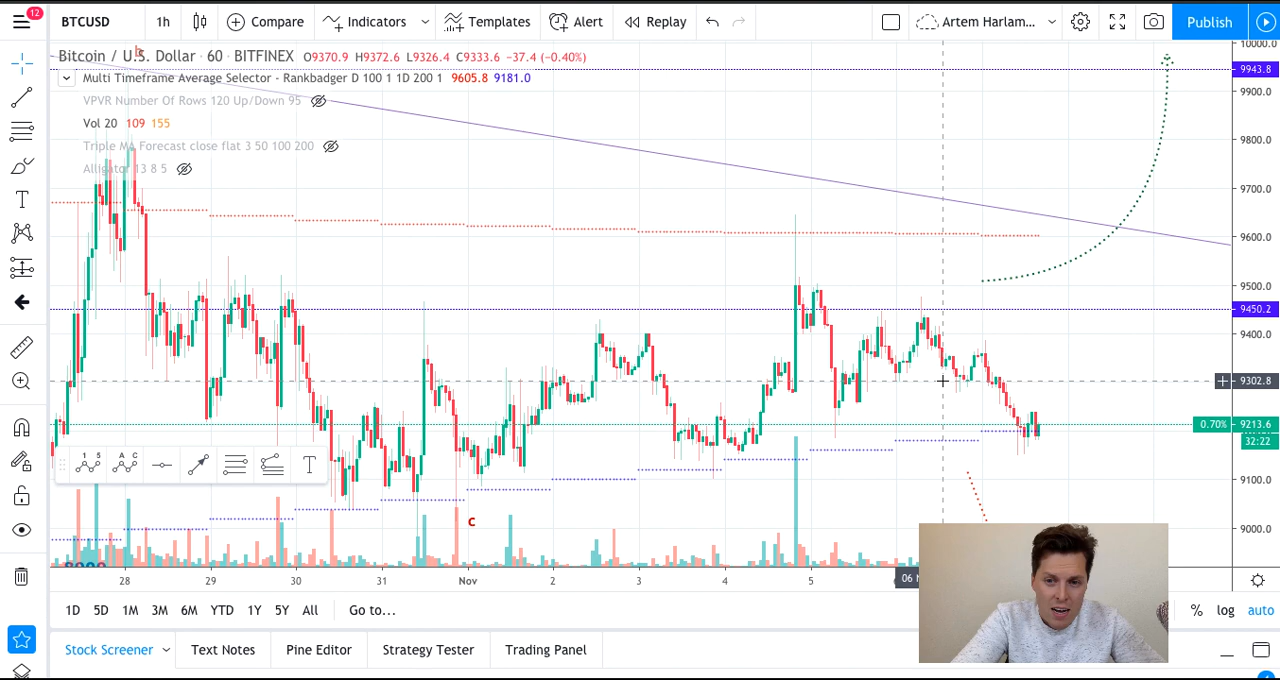 12
BTCUSD 1h Compare Indicators Templates Alert Replay Artem Harlam... Publish
b
Bitcoin / U.S. Dollar · 60 · BITFINEX O9370.9 H9372.6 L9326.4 C9333.6 −37.4 (−0.40%)
Multi Timeframe Average Selector - Rankbadger D 100 1 1D 200 1 9605.8 9181.0
VPVR Number Of Rows 120 Up/Down 95
Vol 20 109 155
Triple MA Forecast close flat 3 50 100 200
Alligator 13 8 5
10000.0
9943.8
9900.0
9800.0
9700.0
9600.0
9500.0
9450.2
9400.0
9302.8
0.70% 9213.6
32:22
9100.0
9000.0
1 5
A C
T
c
28 29 30 31 Nov 2 3 4 5 06
1D 5D 1M 3M 6M YTD 1Y 5Y All Go to... % log auto
Stock Screener Text Notes Pine Editor Strategy Tester Trading Panel